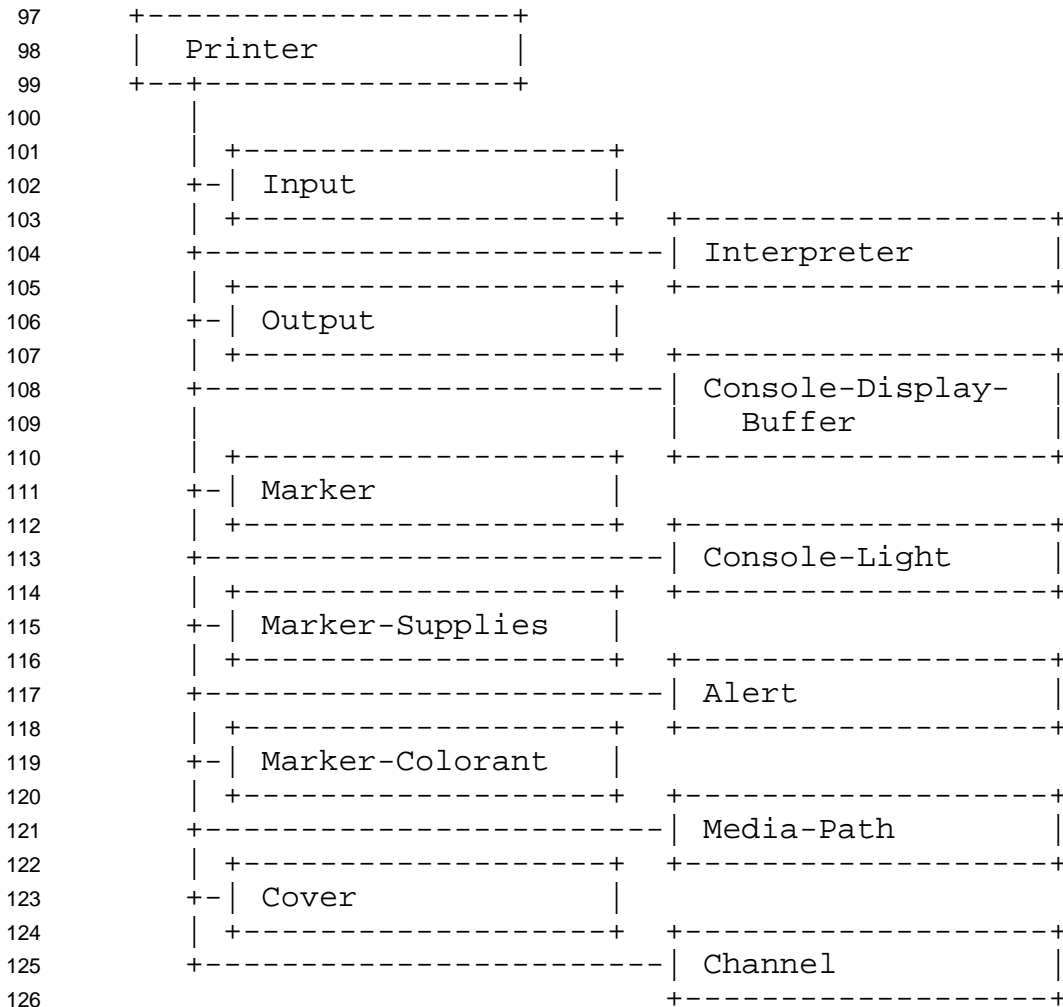 97 +------------------+
98 | Printer |
99 +--+---------------+
100 |
101 | +------------------+
102 +-| Input |
103 | +------------------+ +------------------+
104 +----------------------| Interpreter |
105 | +------------------+ +------------------+
106 +-| Output |
107 | +------------------+ +------------------+
108 +----------------------| Console-Display- |
109 | | Buffer |
110 | +------------------+ +------------------+
111 +-| Marker |
112 | +------------------+ +------------------+
113 +----------------------| Console-Light |
114 | +------------------+ +------------------+
115 +-| Marker-Supplies |
116 | +------------------+ +------------------+
117 +----------------------| Alert |
118 | +------------------+ +------------------+
119 +-| Marker-Colorant |
120 | +------------------+ +------------------+
121 +----------------------| Media-Path |
122 | +------------------+ +------------------+
123 +-| Cover |
124 | +------------------+ +------------------+
125 +----------------------| Channel |
126 +------------------+